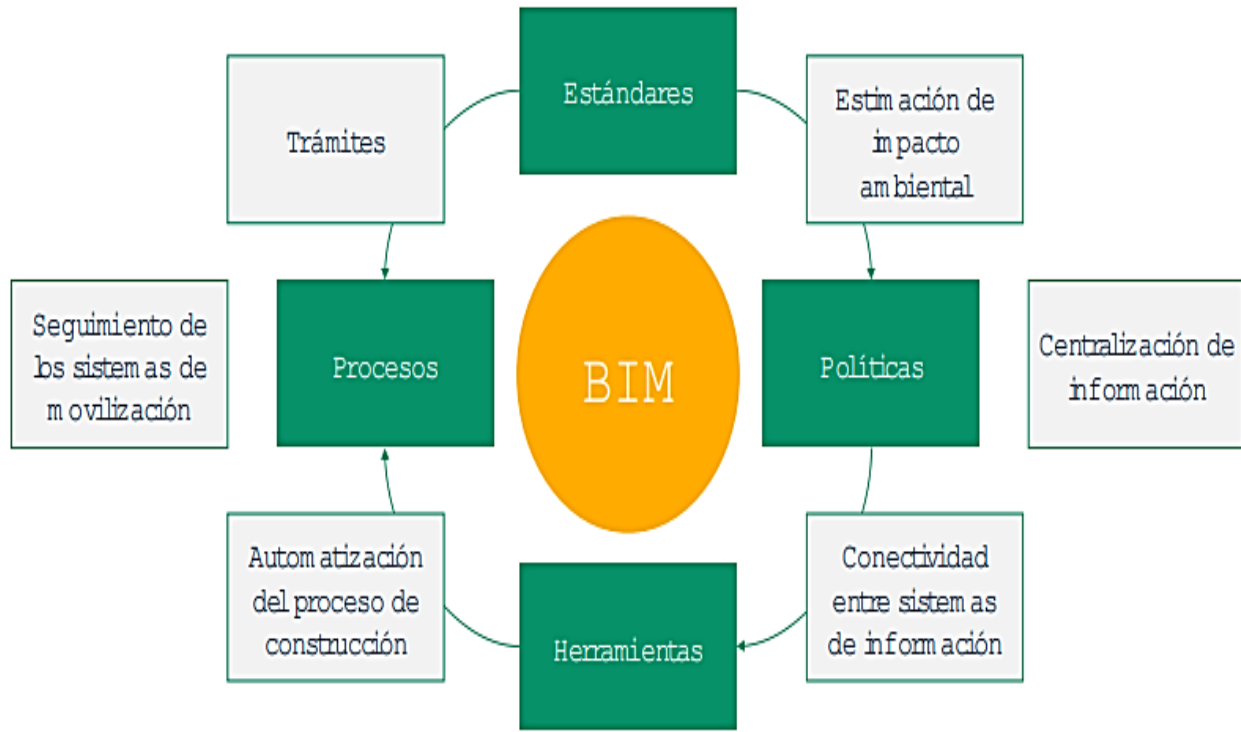 Estándares
Trámites
Estimación de
impacto
ambiental
Seguimiento de
los sistemas de
movilización
Procesos
BIM
Políticas
Centralización de
información
Automatización
del proceso de
construcción
Herramientas
Conectividad
entre sistemas
de información